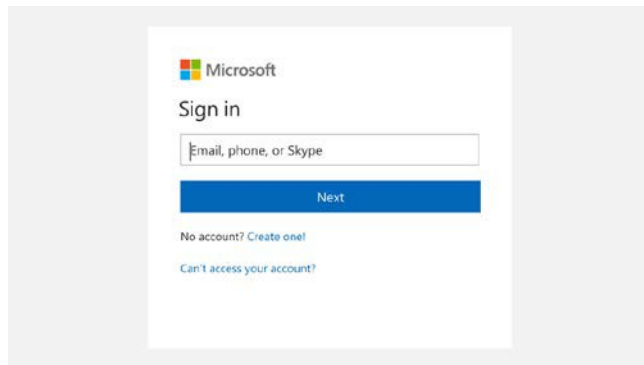 Microsoft
Sign in
Email, phone, or Skype
Next
No account? Create one!
Can't access your account?